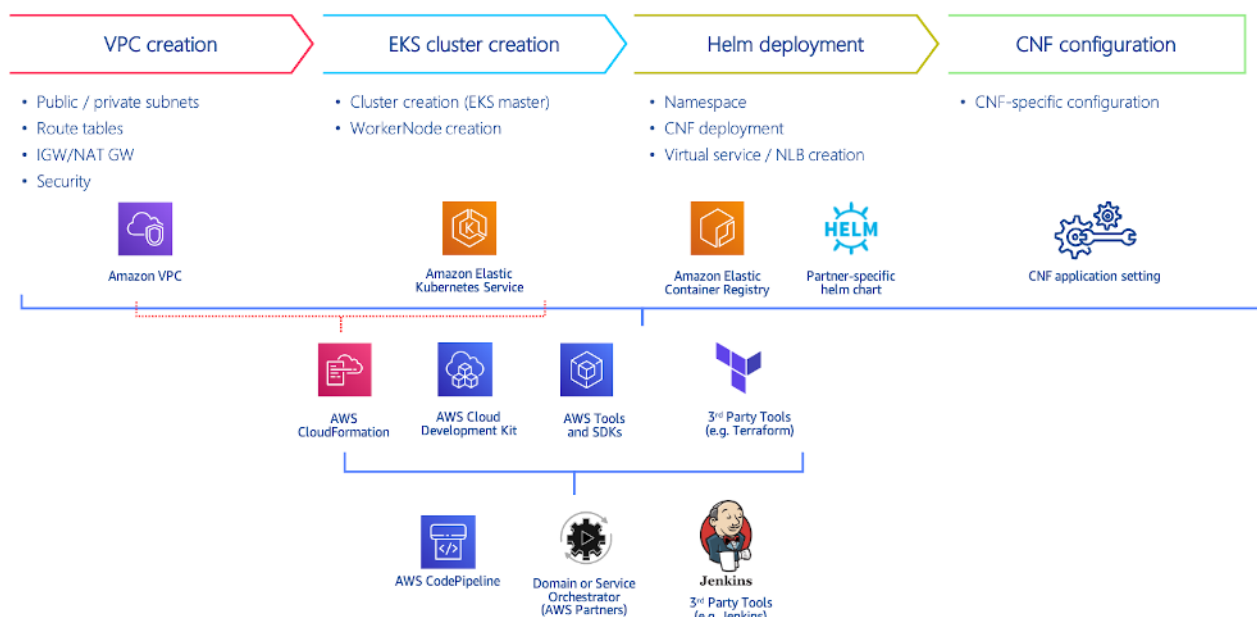 VPC creation
EKS cluster creation
Helm deployment
CNF configuration
• Public / private subnets
• Route tables
• IGW/NAT GW
• Security
• Cluster creation (EKS master)
• WorkerNode creation
• Namespace
• CNF deployment
• Virtual service / NLB creation
• CNF-specific configuration
Amazon VPC
Amazon Elastic
Kubernetes Service
Amazon Elastic
Container Registry
HELM
Partner-specific
helm chart
CNF application setting
AWS
CloudFormation
AWS Cloud
Development Kit
AWS Tools
and SDKs
3rd Party Tools
(e.g. Terraform)
AWS CodePipeline
Domain or Service
Orchestrator
(AWS Partners)
Jenkins
3rd Party Tools
(e.g. Jenkins)